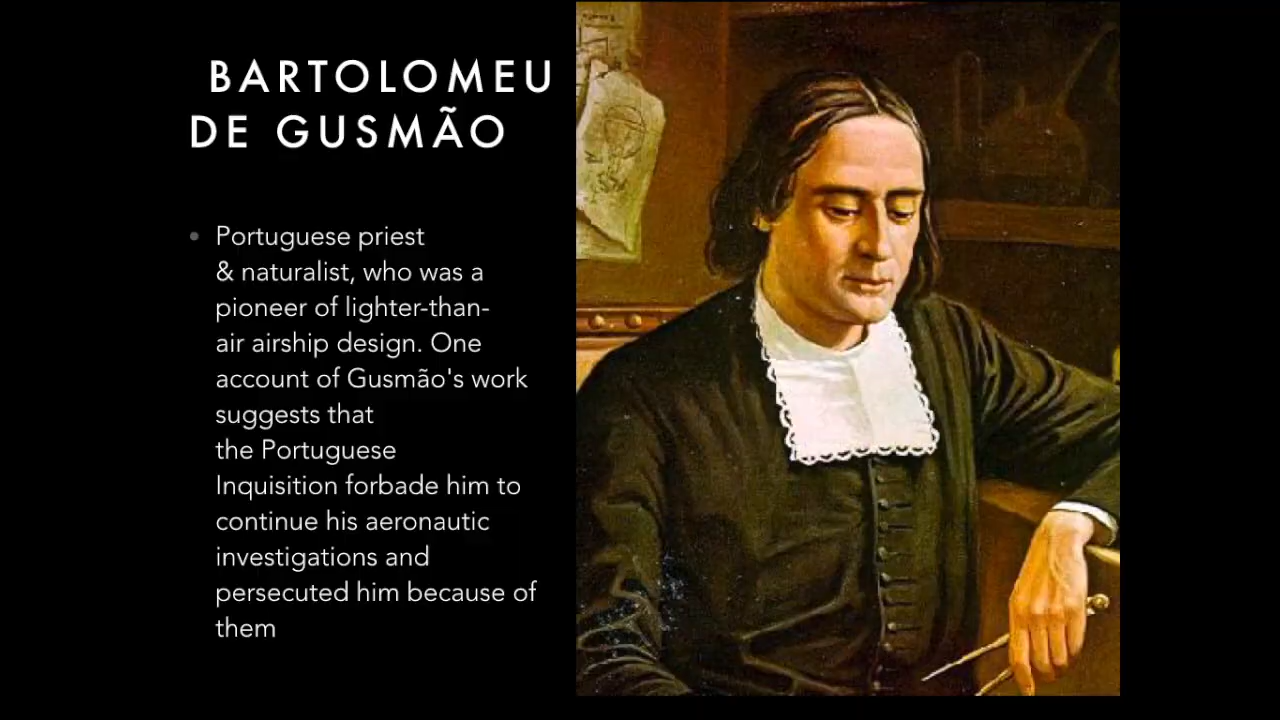 BARTOLOMEU
DE GUSMÃO
• Portuguese priest
& naturalist, who was a
pioneer of lighter-than-
air airship design. One
account of Gusmão's work
suggests that
the Portuguese
Inquisition forbade him to
continue his aeronautic
investigations and
persecuted him because of
them